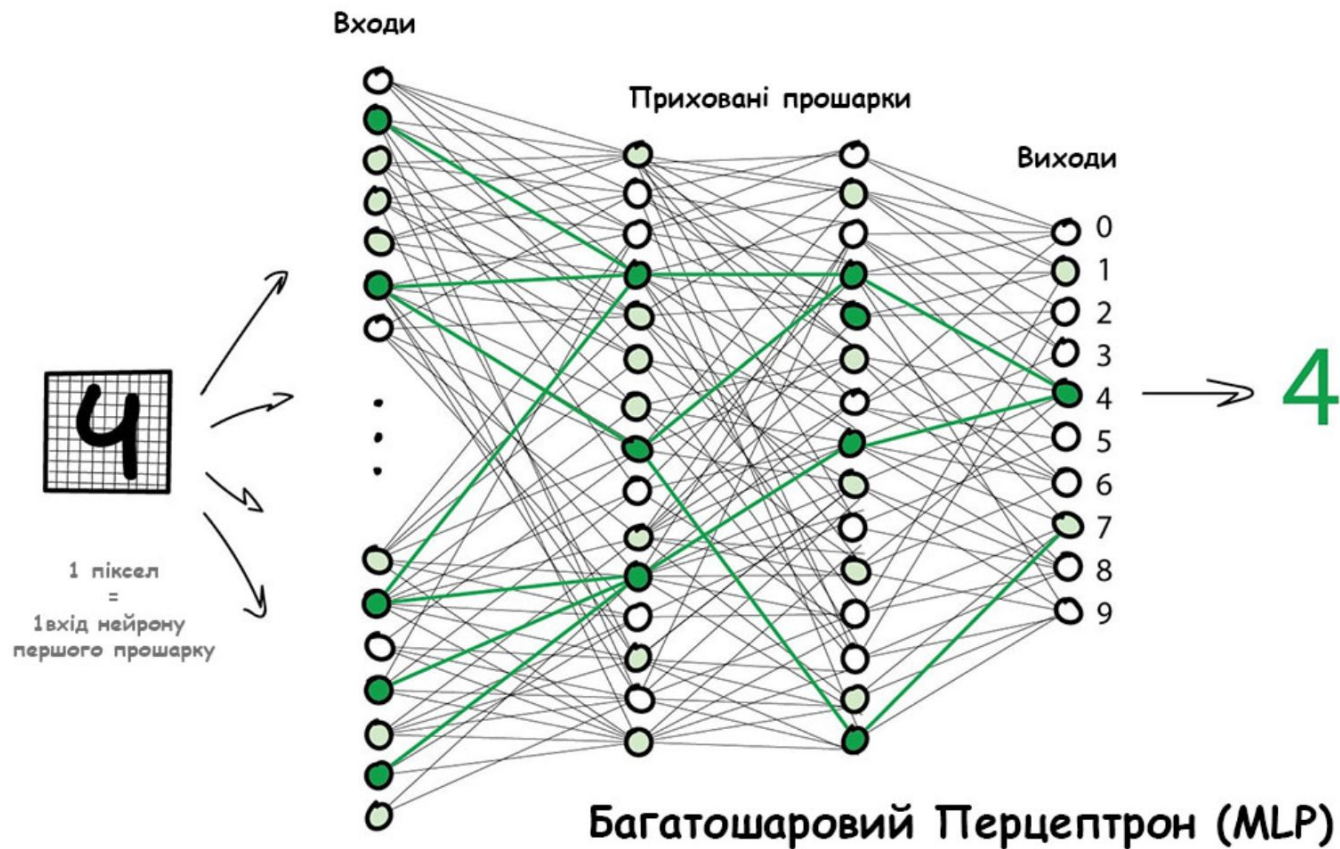 Входи
Приховані прошарки
Виходи
0
1
2
3
4
5
6
7
8
9
4
4
1 піксел
=
1вхід нейрону
першого прошарку
Багатошаровий Перцептрон (MLP)